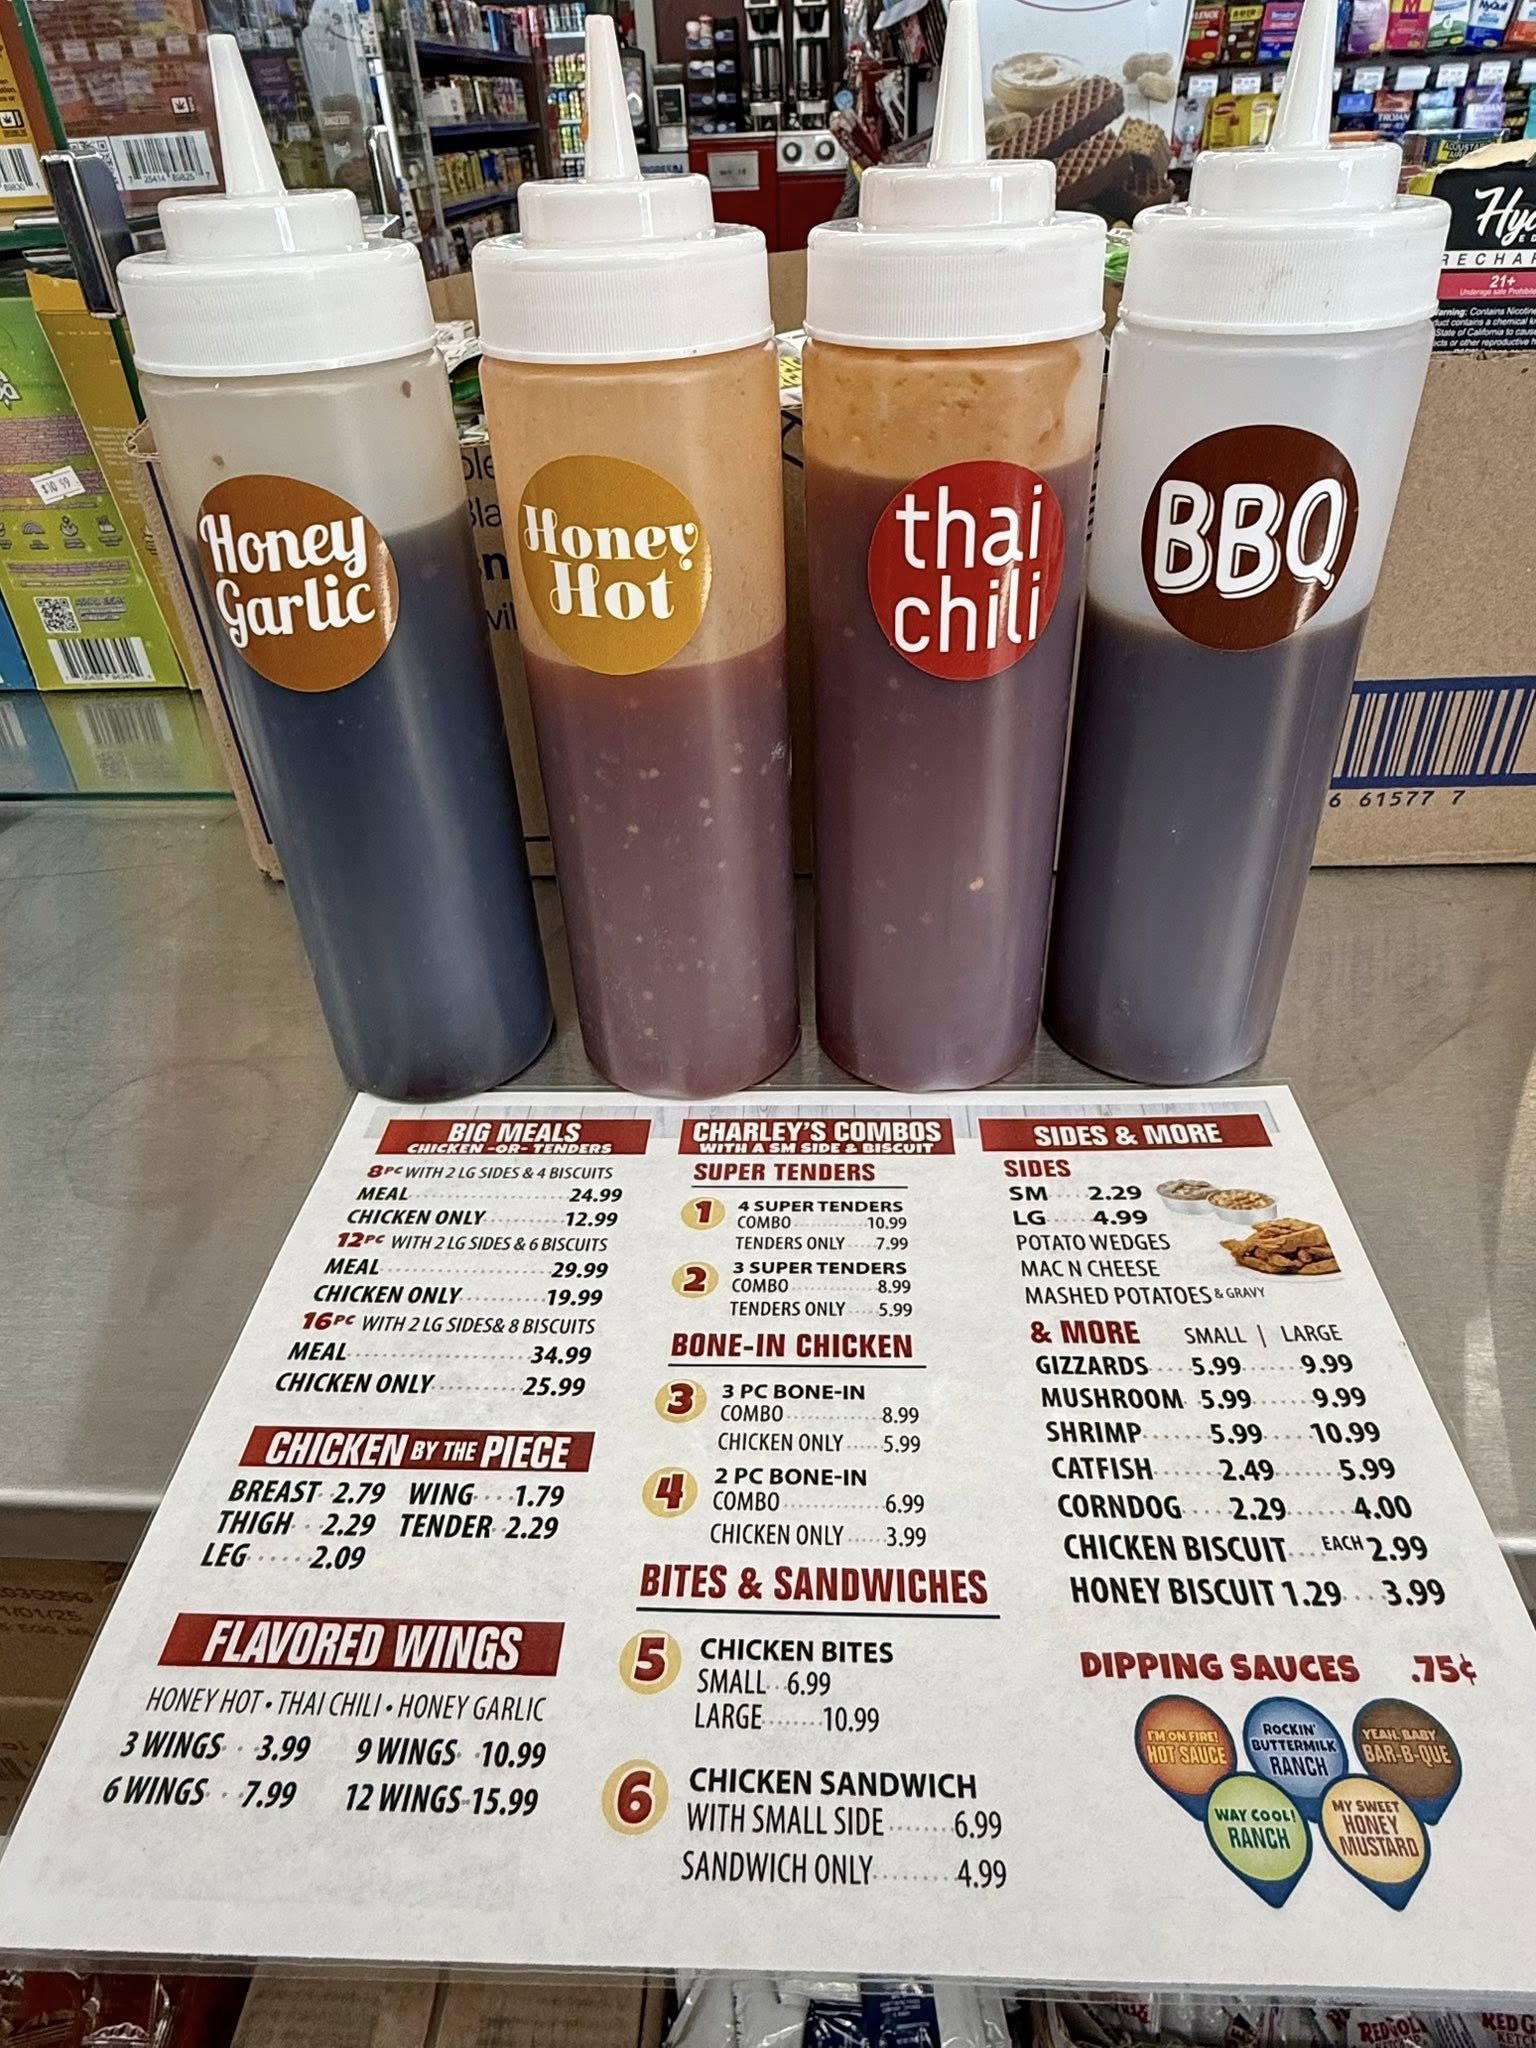 Honey
Garlic
Honey
Hot
thai
chili
BBQ
$10.99
21+
6 61577 7
BIG MEALS
CHICKEN -OR- TENDERS
8PC WITH 2 LG SIDES & 4 BISCUITS
MEAL 24.99
CHICKEN ONLY 12.99
12PC WITH 2 LG SIDES & 6 BISCUITS
MEAL 29.99
CHICKEN ONLY 19.99
16PC WITH 2 LG SIDES& 8 BISCUITS
MEAL 34.99
CHICKEN ONLY 25.99
CHICKEN BY THE PIECE
BREAST 2.79 WING 1.79
THIGH 2.29 TENDER 2.29
LEG 2.09
FLAVORED WINGS
HONEY HOT • THAI CHILI • HONEY GARLIC
3 WINGS 3.99 9 WINGS 10.99
6 WINGS 7.99 12 WINGS 15.99
CHARLEY'S COMBOS
WITH A SM SIDE & BISCUIT
SUPER TENDERS
1 4 SUPER TENDERS
COMBO 10.99
TENDERS ONLY 7.99
2 3 SUPER TENDERS
COMBO 8.99
TENDERS ONLY 5.99
BONE-IN CHICKEN
3 3 PC BONE-IN
COMBO 8.99
CHICKEN ONLY 5.99
4 2 PC BONE-IN
COMBO 6.99
CHICKEN ONLY 3.99
BITES & SANDWICHES
5 CHICKEN BITES
SMALL 6.99
LARGE 10.99
6 CHICKEN SANDWICH
WITH SMALL SIDE 6.99
SANDWICH ONLY 4.99
SIDES & MORE
SIDES
SM 2.29
LG 4.99
POTATO WEDGES
MAC N CHEESE
MASHED POTATOES & GRAVY
& MORE SMALL | LARGE
GIZZARDS 5.99 9.99
MUSHROOM 5.99 9.99
SHRIMP 5.99 10.99
CATFISH 2.49 5.99
CORNDOG 2.29 4.00
CHICKEN BISCUIT EACH 2.99
HONEY BISCUIT 1.29 3.99
DIPPING SAUCES .75¢
I'M ON FIRE!
HOT SAUCE
ROCKIN'
BUTTERMILK
RANCH
YEAH, BABY
BAR-B-QUE
WAY COOL!
RANCH
MY SWEET
HONEY
MUSTARD